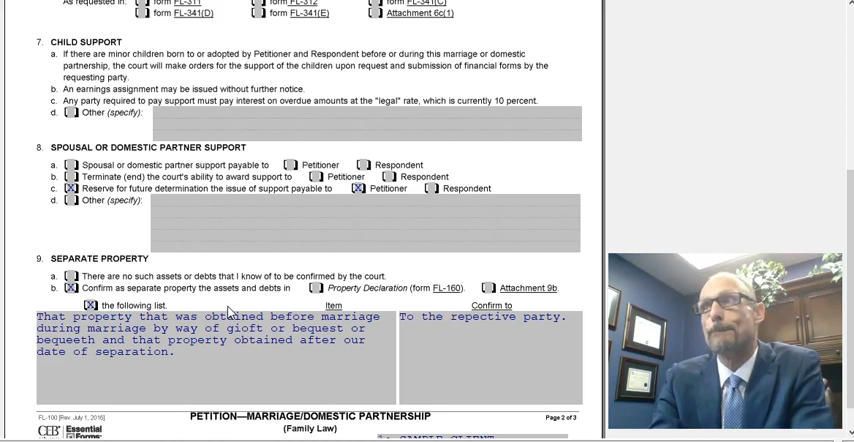 As requested in: form FL-311 form FL-312 form FL-341(C)
form FL-341(D) form FL-341(E) Attachment 6c(1)
7. CHILD SUPPORT
a. If there are minor children born to or adopted by Petitioner and Respondent before or during this marriage or domestic
partnership, the court will make orders for the support of the children upon request and submission of financial forms by the
requesting party.
b. An earnings assignment may be issued without further notice.
c. Any party required to pay support must pay interest on overdue amounts at the "legal" rate, which is currently 10 percent.
d. Other (specify):
8. SPOUSAL OR DOMESTIC PARTNER SUPPORT
a. Spousal or domestic partner support payable to Petitioner Respondent
b. Terminate (end) the court's ability to award support to Petitioner Respondent
c. X Reserve for future determination the issue of support payable to X Petitioner Respondent
d. Other (specify):
9. SEPARATE PROPERTY
a. There are no such assets or debts that I know of to be confirmed by the court.
b. X Confirm as separate property the assets and debts in Property Declaration (form FL-160). Attachment 9b.
X the following list. Item Confirm to
That property that was obtained before marriage To the repective party.
during marriage by way of gioft or bequest or
bequeeth and that property obtained after our
date of separation.
FL-100 [Rev. July 1, 2016] PETITION—MARRIAGE/DOMESTIC PARTNERSHIP Page 2 of 3
(Family Law)
CEB Essential
Forms
SAMPLE CLIENT